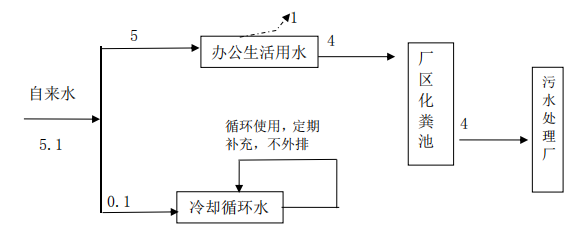 1
5
办公生活用水
4
自来水
5.1
厂区化粪池
4
污水处理厂
循环使用，定期
补充，不外排
0.1
冷却循环水